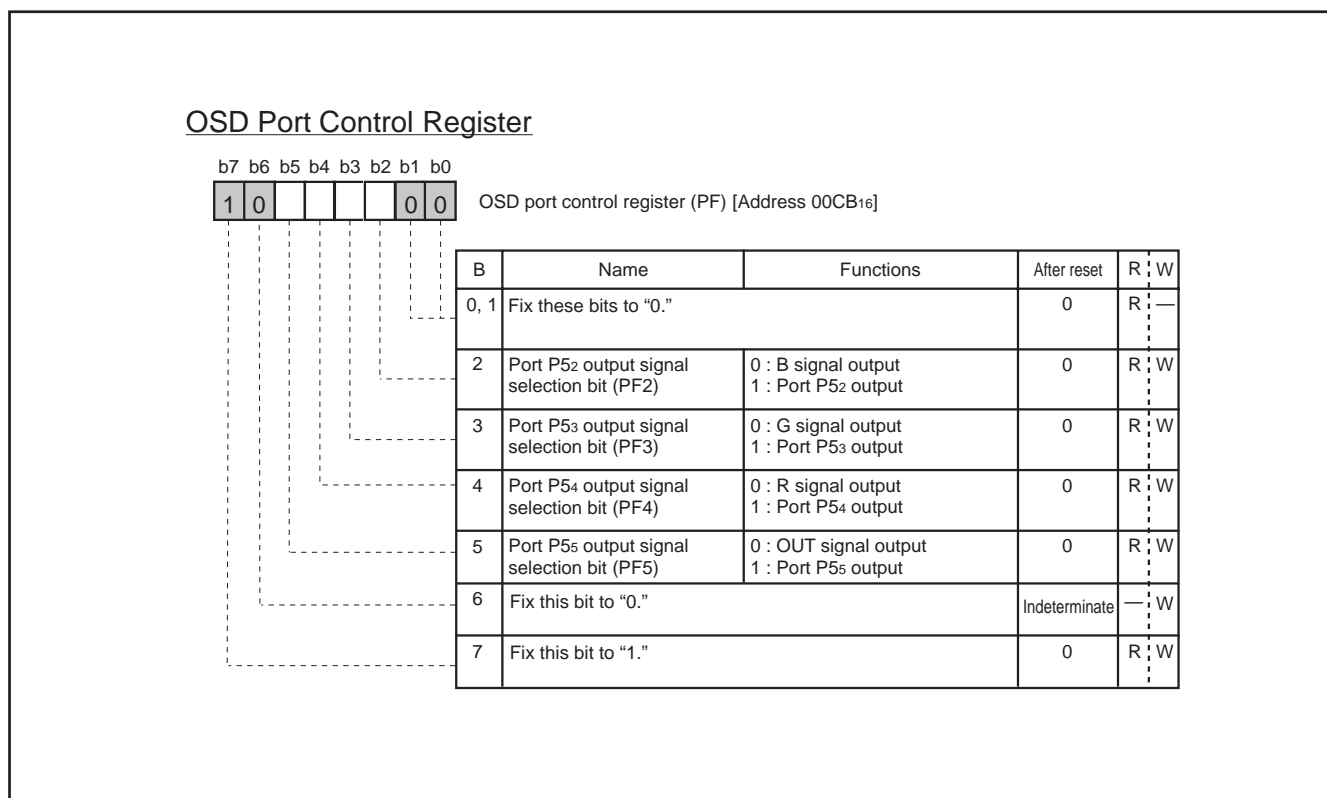 OSD Port Control Register
b7 b6 b5 b4 b3 b2 b1 b0
1 0 0 0
OSD port control register (PF) [Address 00CB16]
B Name Functions After reset R W
0, 1 Fix these bits to “0.” 0 R —
2 Port P52 output signal selection bit (PF2) 0 : B signal output 0 R W
1 : Port P52 output
3 Port P53 output signal selection bit (PF3) 0 : G signal output 0 R W
1 : Port P53 output
4 Port P54 output signal selection bit (PF4) 0 : R signal output 0 R W
1 : Port P54 output
5 Port P55 output signal selection bit (PF5) 0 : OUT signal output 0 R W
1 : Port P55 output
6 Fix this bit to “0.” Indeterminate — W
7 Fix this bit to “1.” 0 R W